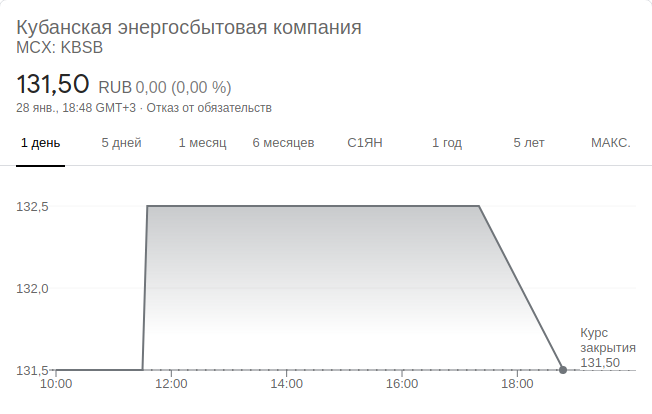 Кубанская энергосбытовая компания
MCX: KBSB
131,50 RUB 0,00 (0,00 %)
28 янв., 18:48 GMT+3 · Отказ от обязательств
1 день 5 дней 1 месяц 6 месяцев С1ЯН 1 год 5 лет МАКС.
132,5
132,0
131,5
Курс
закрытия
131,50
10:00 12:00 14:00 16:00 18:00